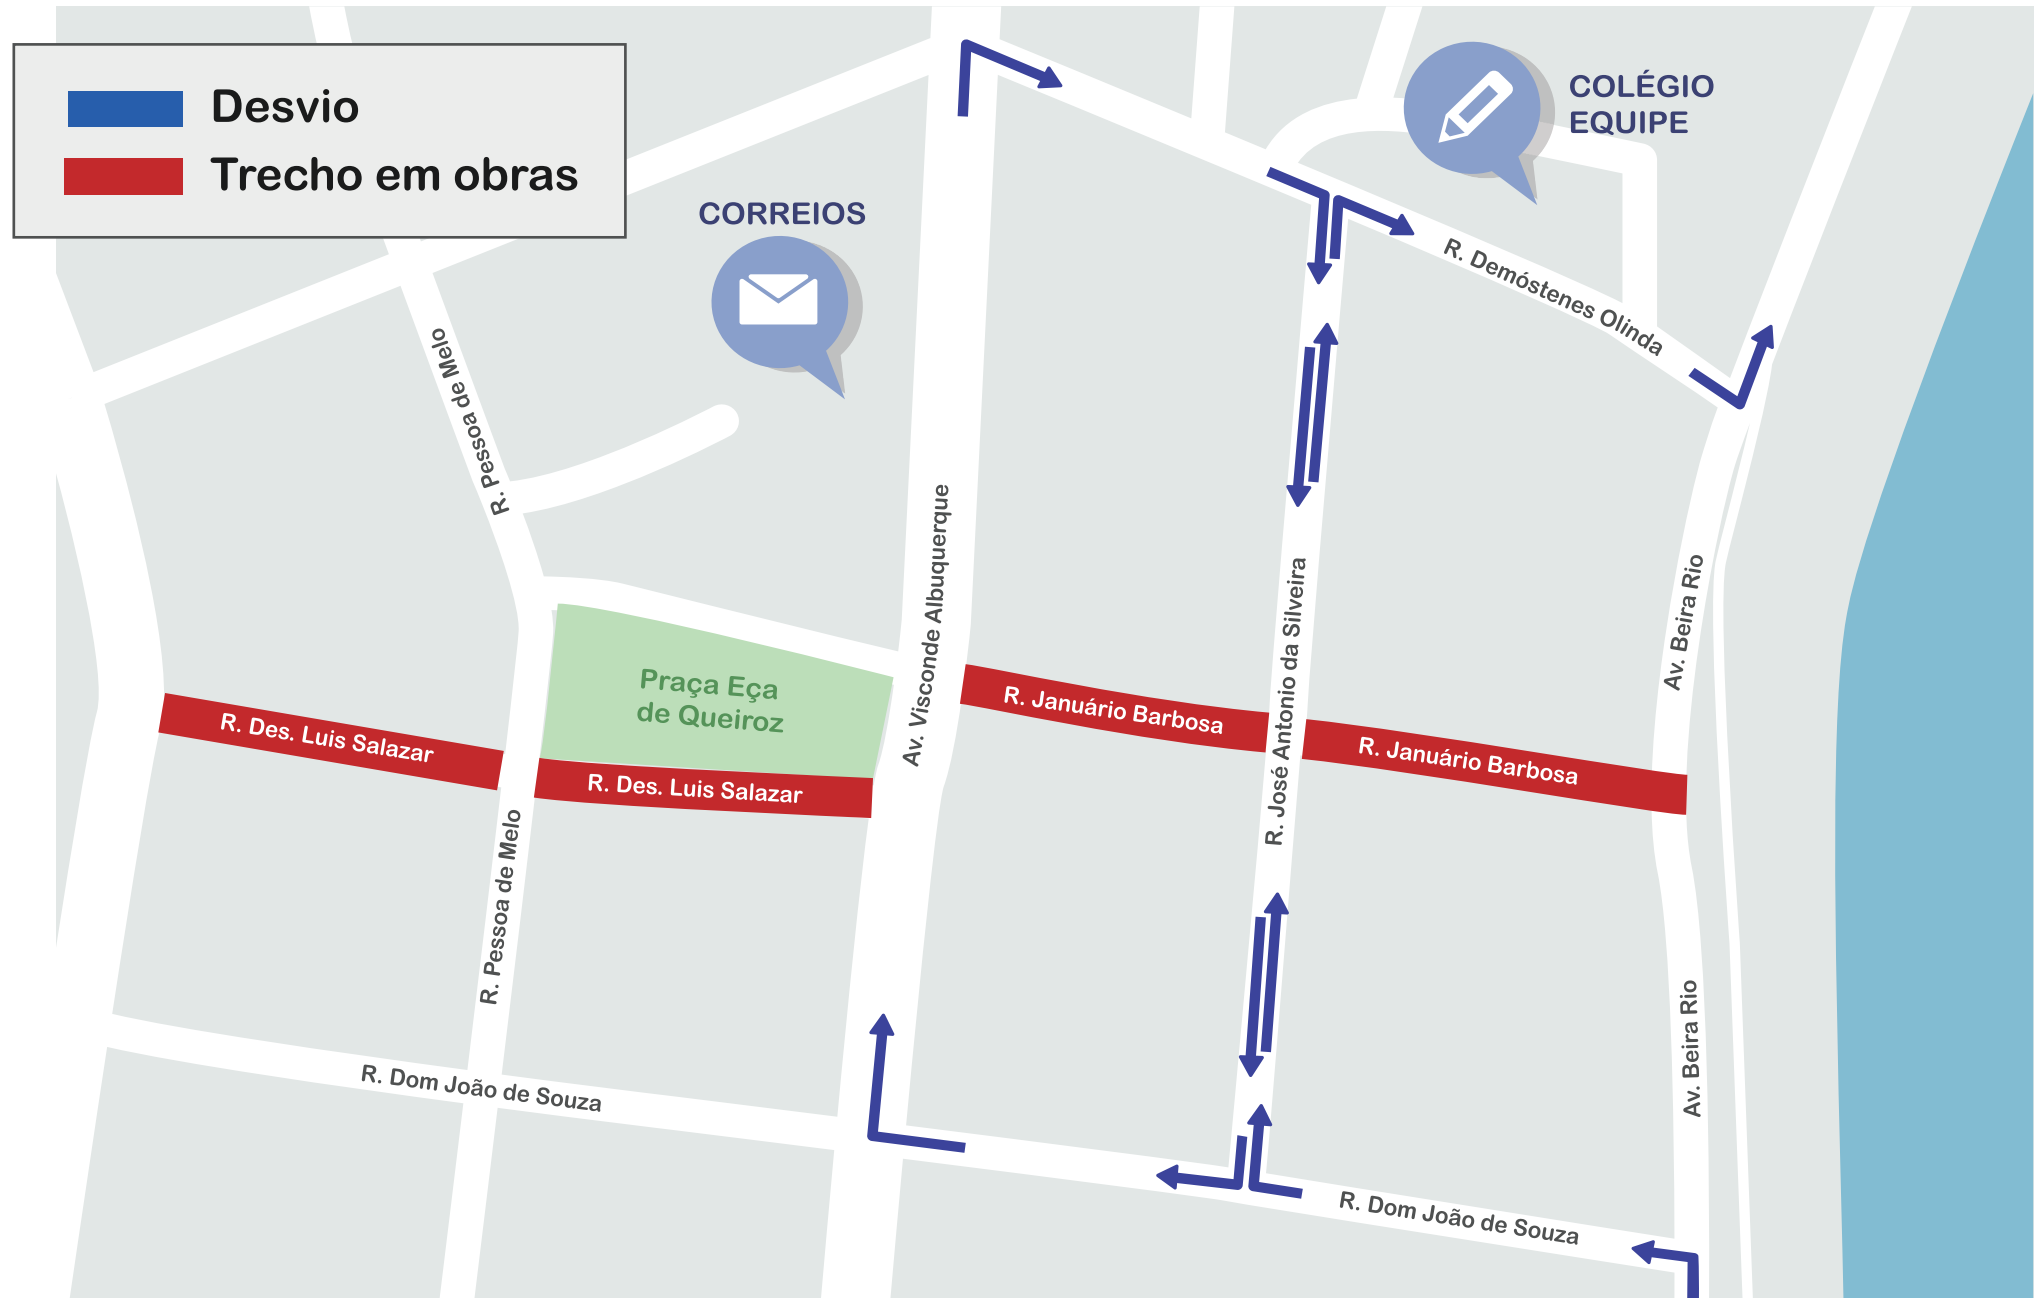 Desvio
Trecho em obras
COLÉGIO
EQUIPE
CORREIOS
R. Demóstenes Olinda
R. Pessoa de Melo
Av. Visconde Albuquerque
R. José Antonio da Silveira
Av. Beira Rio
Praça Eça
de Queiroz
R. Januário Barbosa
R. Januário Barbosa
R. Des. Luis Salazar
R. Des. Luis Salazar
R. Pessoa de Melo
Av. Beira Rio
R. Dom João de Souza
R. Dom João de Souza